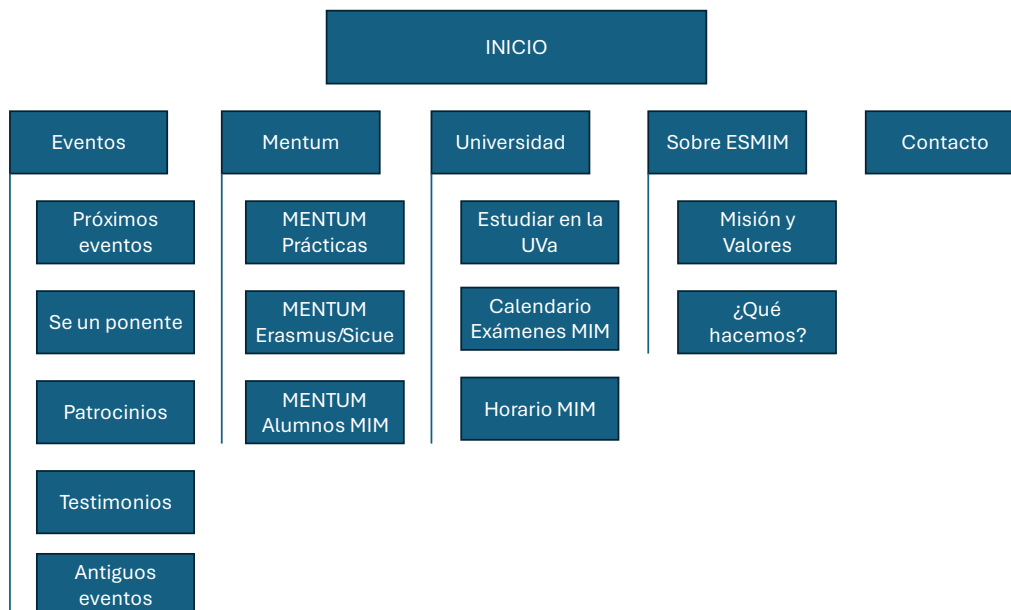 INICIO
Eventos
Mentum
Universidad
Sobre ESMIM
Contacto
Próximos
eventos
Se un ponente
Patrocinios
Testimonios
Antiguos
eventos
MENTUM
Prácticas
MENTUM
Erasmus/Sicue
MENTUM
Alumnos MIM
Estudiar en la
UVa
Calendario
Exámenes MIM
Horario MIM
Misión y
Valores
¿Qué
hacemos?